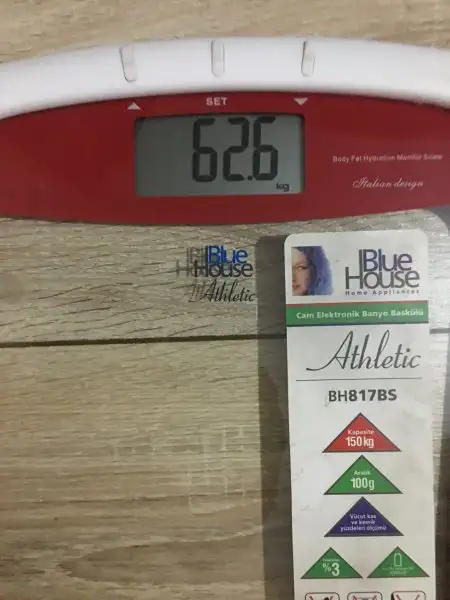 SET
62.6
kg
Body Fat Hydration Monitor Scale
Italian design
Blue
House
Athletic
Blue
House
Home Appliances
Cam Elektronik Banyo Baskülü
Athletic
BH817BS
Kapasite
150kg
Aralık
100g
Vücut kas
ve kemik
yüzdeleri ölçümü
%3